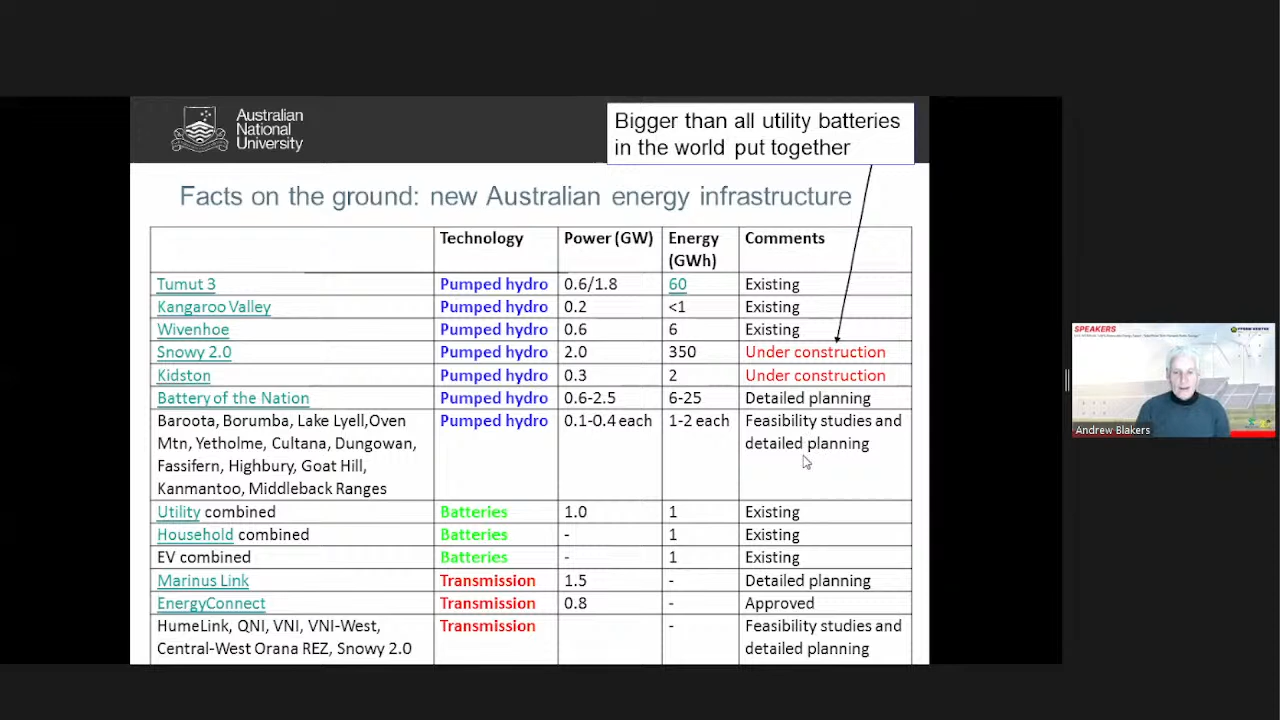 Australian
National
University
Bigger than all utility batteries
in the world put together
Facts on the ground: new Australian energy infrastructure
Technology Power (GW) Energy (GWh) Comments
Tumut 3 Pumped hydro 0.6/1.8 60 Existing
Kangaroo Valley Pumped hydro 0.2 <1 Existing
Wivenhoe Pumped hydro 0.6 6 Existing
Snowy 2.0 Pumped hydro 2.0 350 Under construction
Kidston Pumped hydro 0.3 2 Under construction
Battery of the Nation Pumped hydro 0.6-2.5 6-25 Detailed planning
Baroota, Borumba, Lake Lyell,Oven Pumped hydro 0.1-0.4 each 1-2 each Feasibility studies and
Mtn, Yetholme, Cultana, Dungowan, detailed planning
Fassifern, Highbury, Goat Hill,
Kanmantoo, Middleback Ranges
Utility combined Batteries 1.0 1 Existing
Household combined Batteries - 1 Existing
EV combined Batteries - 1 Existing
Marinus Link Transmission 1.5 - Detailed planning
EnergyConnect Transmission 0.8 - Approved
HumeLink, QNI, VNI, VNI-West, Transmission - Feasibility studies and
Central-West Orana REZ, Snowy 2.0 detailed planning
SPEAKERS
Andrew Blakers